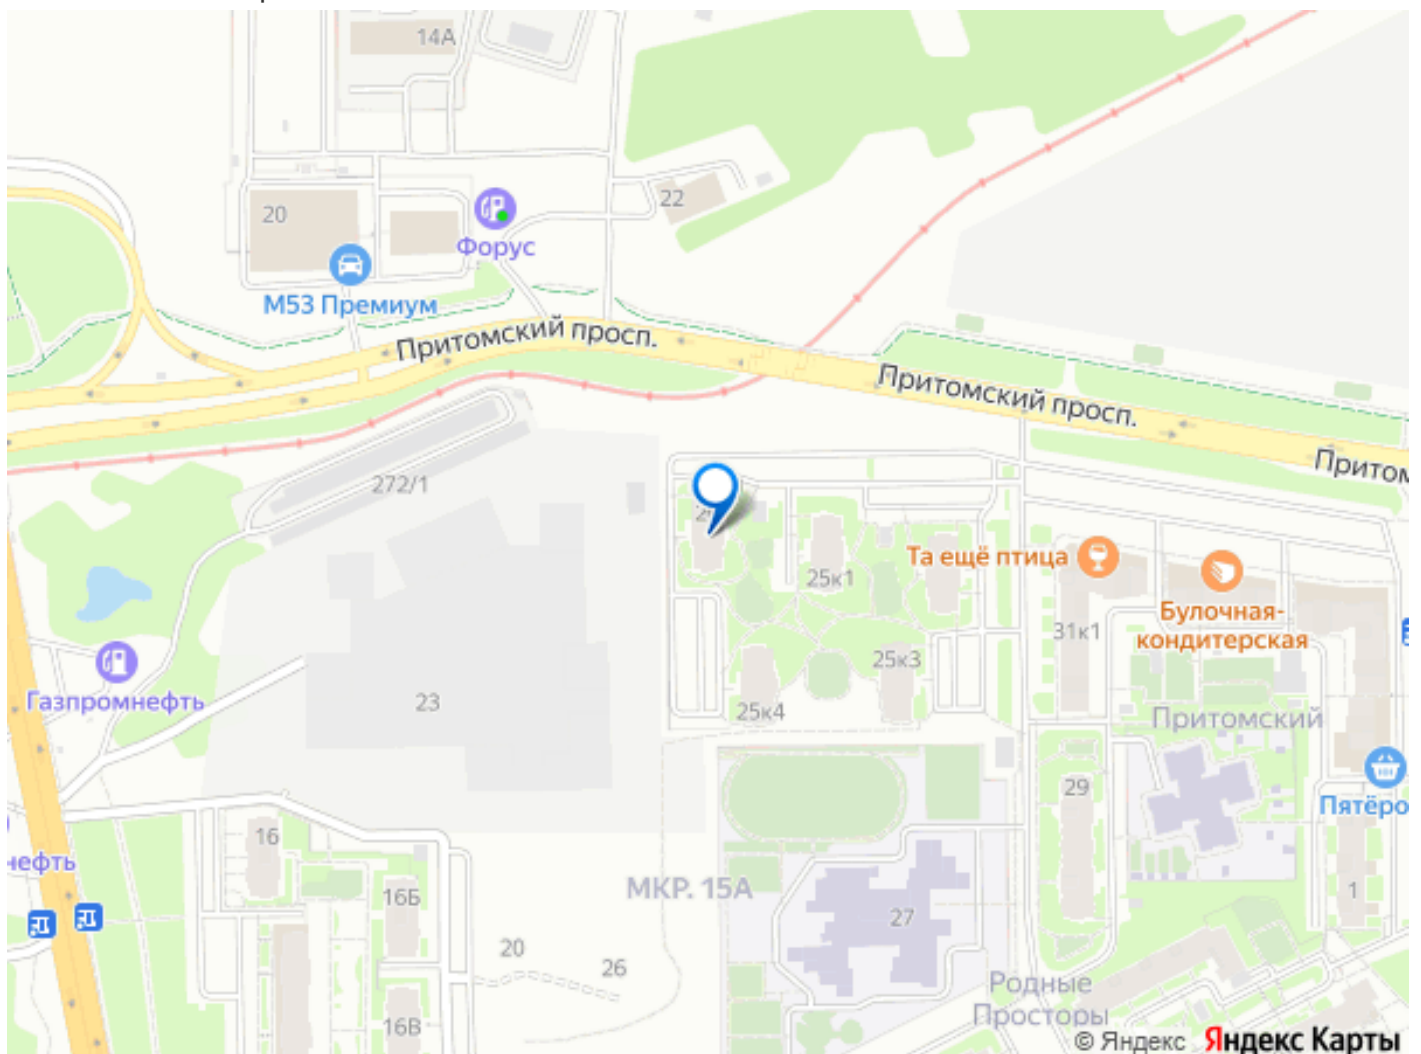 14А
20
22
Форус
М53 Премиум
Притомский просп.
Притомский просп.
Притом
272/1
25к1
Та ещё птица
Булочная-
кондитерская
31к1
25к3
25к4
Газпромнефть
23
Притомский
29
Пятёро
16
нефть
МКР. 15А
16Б
27
1
20
26
Родные
Просторы
16В
© Яндекс Яндекс Карты